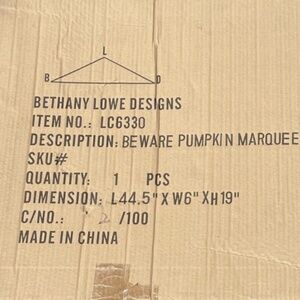 L
B D
BETHANY LOWE DESIGNS
ITEM NO.: LC6330
DESCRIPTION: BEWARE PUMPKIN MARQUEE
SKU#
QUANTITY: 1 PCS
DIMENSION: L44.5" X W6" XH19"
C/NO.: 2 /100
MADE IN CHINA